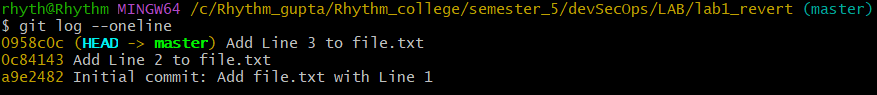 rhyth@Rhythm MINGW64 /c/Rhythm_gupta/Rhythm_college/semester_5/devSecOps/LAB/lab1_revert (master)
$ git log --oneline
0958c0c (HEAD -> master) Add Line 3 to file.txt
0c84143 Add Line 2 to file.txt
a9e2482 Initial commit: Add file.txt with Line 1